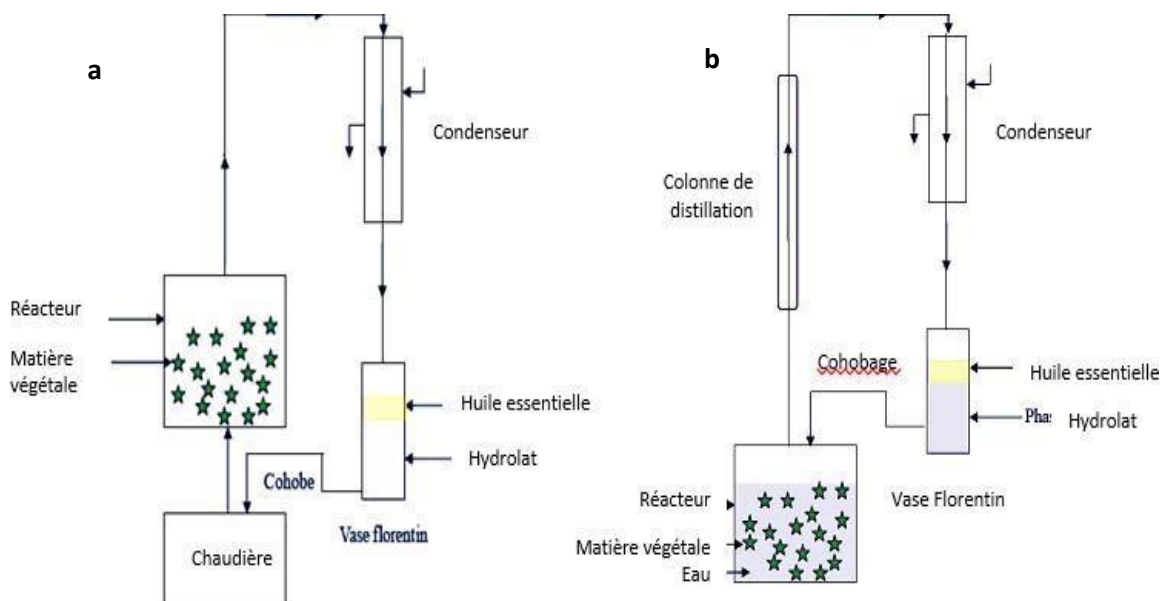 a
Condenseur
Réacteur
Matière
végétale
Huile essentielle
Hydrolat
Cohobe
Vase florentin
Chaudière
b
Condenseur
Colonne de
distillation
Cohobage
Huile essentielle
Pha
Hydrolat
Réacteur
Vase Florentin
Matière végétale
Eau